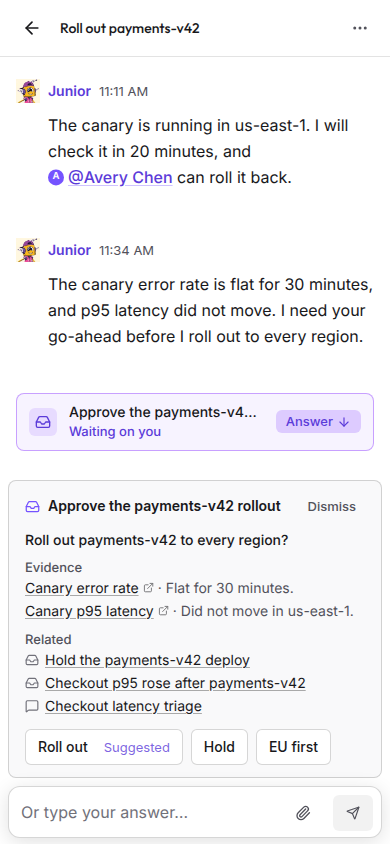 Roll out payments-v42
Junior 11:11 AM
The canary is running in us-east-1. I will
check it in 20 minutes, and
A @Avery Chen can roll it back.
Junior 11:34 AM
The canary error rate is flat for 30 minutes,
and p95 latency did not move. I need your
go-ahead before I roll out to every region.
Approve the payments-v4...
Waiting on you
Answer ↓
Approve the payments-v42 rollout Dismiss
Roll out payments-v42 to every region?
Evidence
Canary error rate · Flat for 30 minutes.
Canary p95 latency · Did not move in us-east-1.
Related
Hold the payments-v42 deploy
Checkout p95 rose after payments-v42
Checkout latency triage
Roll out Suggested Hold EU first
Or type your answer...